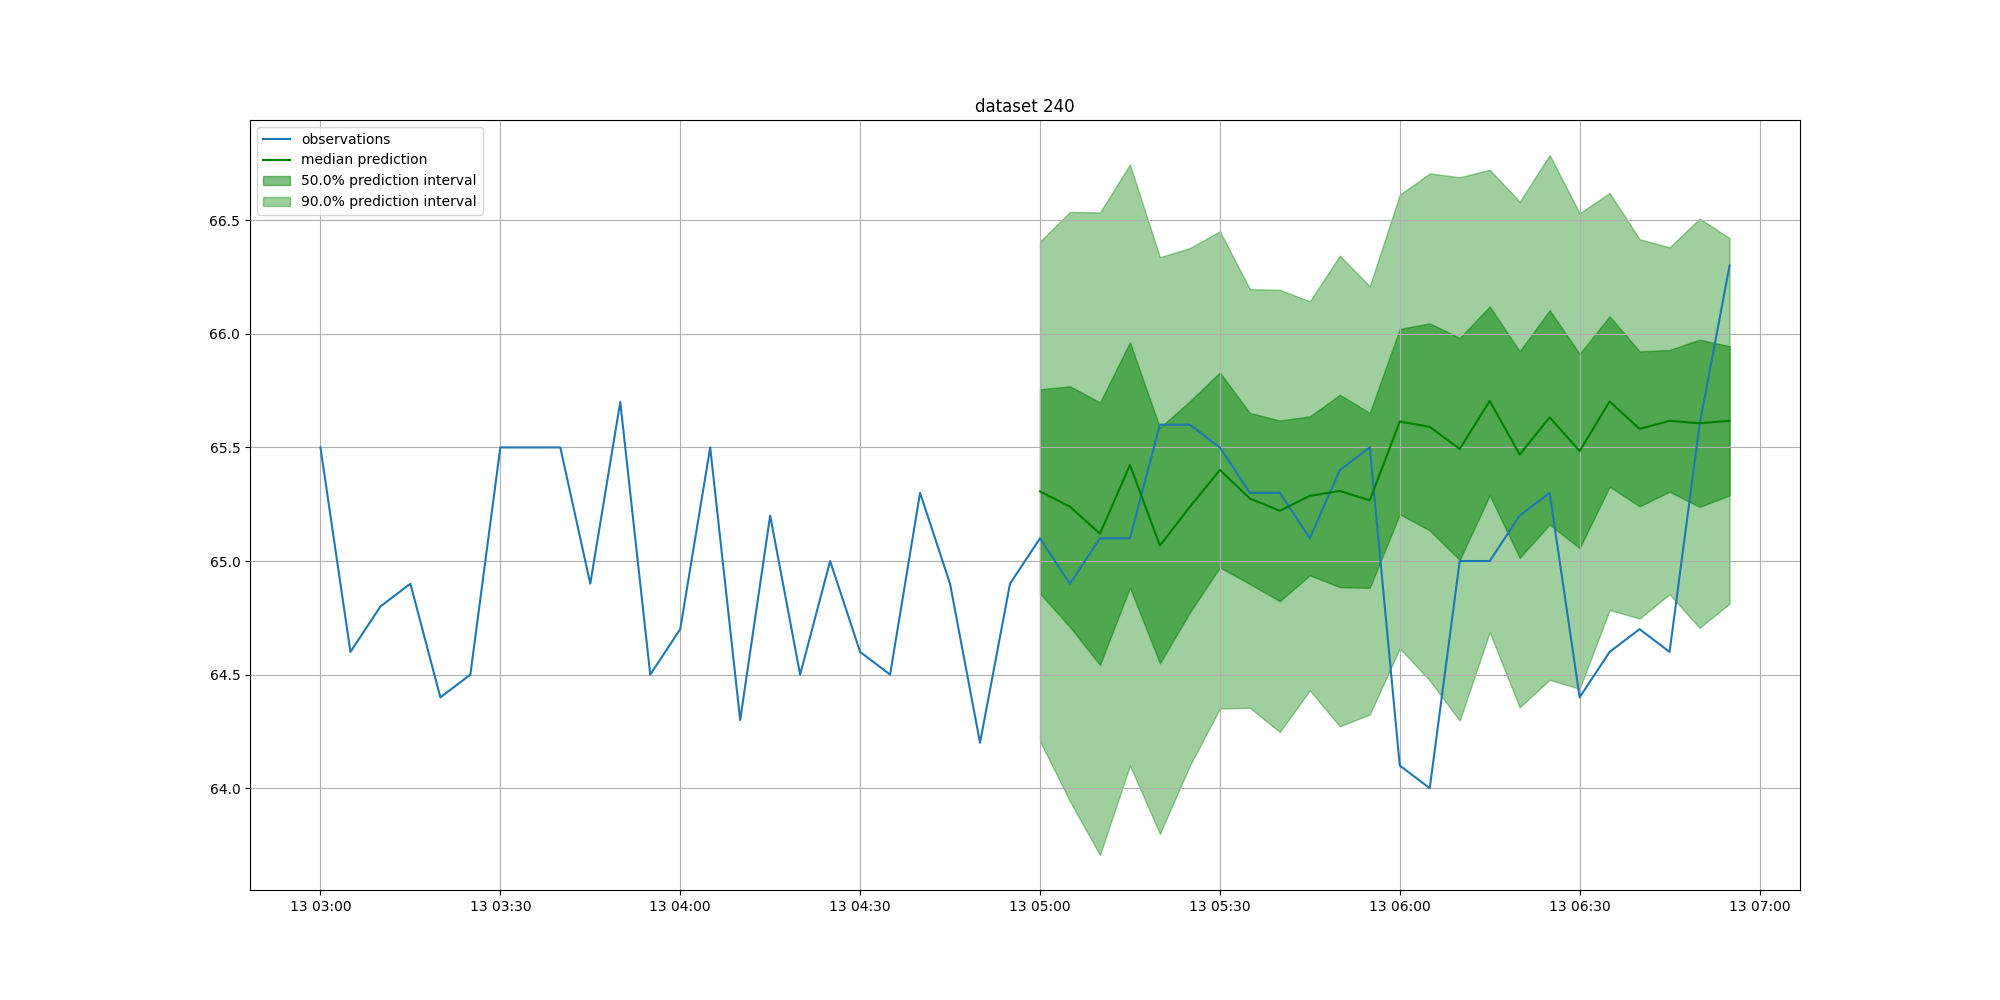 dataset 240
observations
median prediction
50.0% prediction interval
90.0% prediction interval
66.5
66.0
65.5
65.0
64.5
64.0
13 03:00 13 03:30 13 04:00 13 04:30 13 05:00 13 05:30 13 06:00 13 06:30 13 07:00